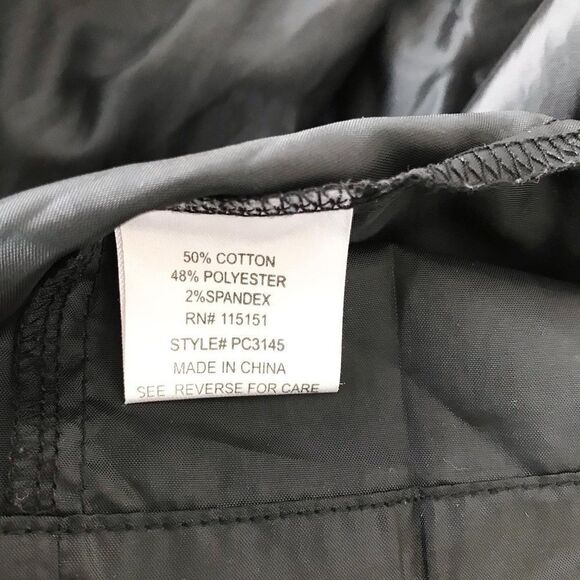 50% COTTON
48% POLYESTER
2%SPANDEX
RN# 115151
STYLE# PC3145
MADE IN CHINA
SEE REVERSE FOR CARE